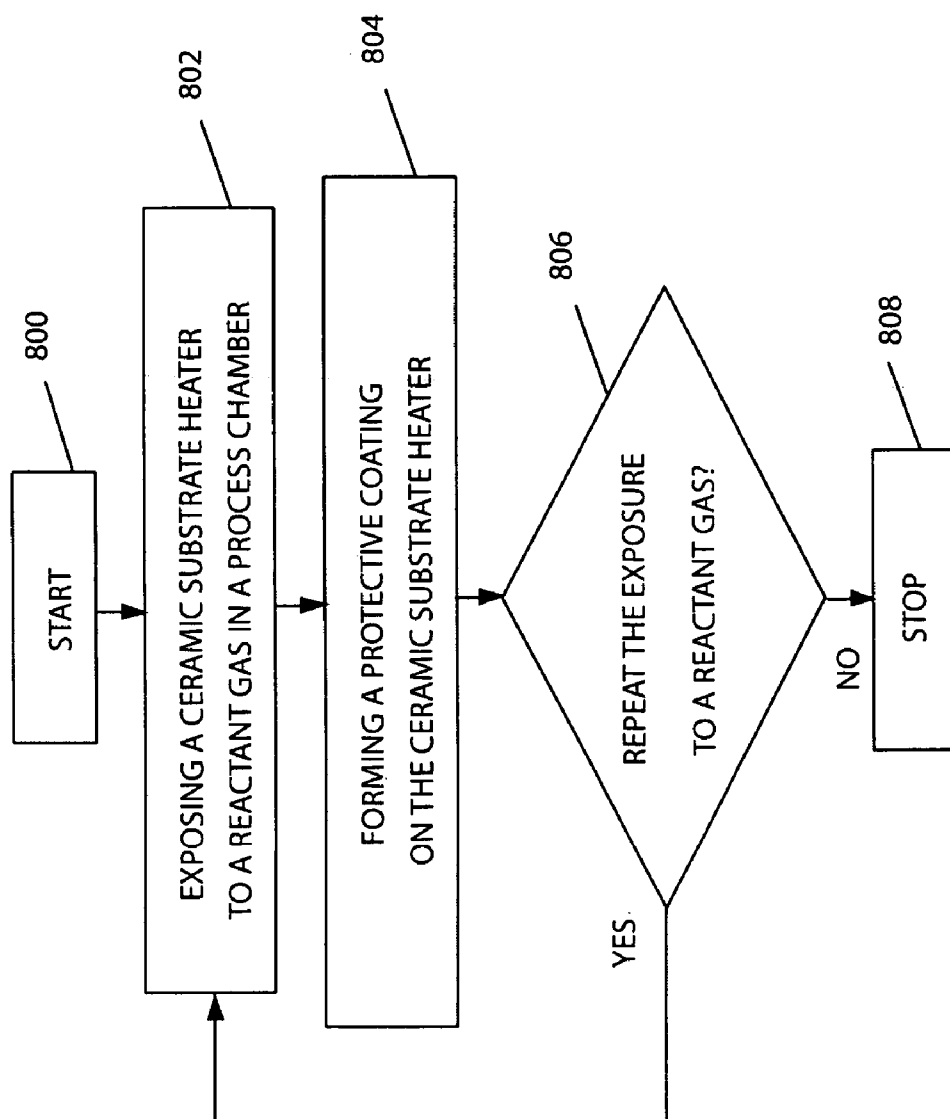 START
800
EXPOSING A CERAMIC SUBSTRATE HEATER
TO A REACTANT GAS IN A PROCESS CHAMBER
802
FORMING A PROTECTIVE COATING
ON THE CERAMIC SUBSTRATE HEATER
804
REPEAT THE EXPOSURE
TO A REACTANT GAS?
806
YES
NO
STOP
808